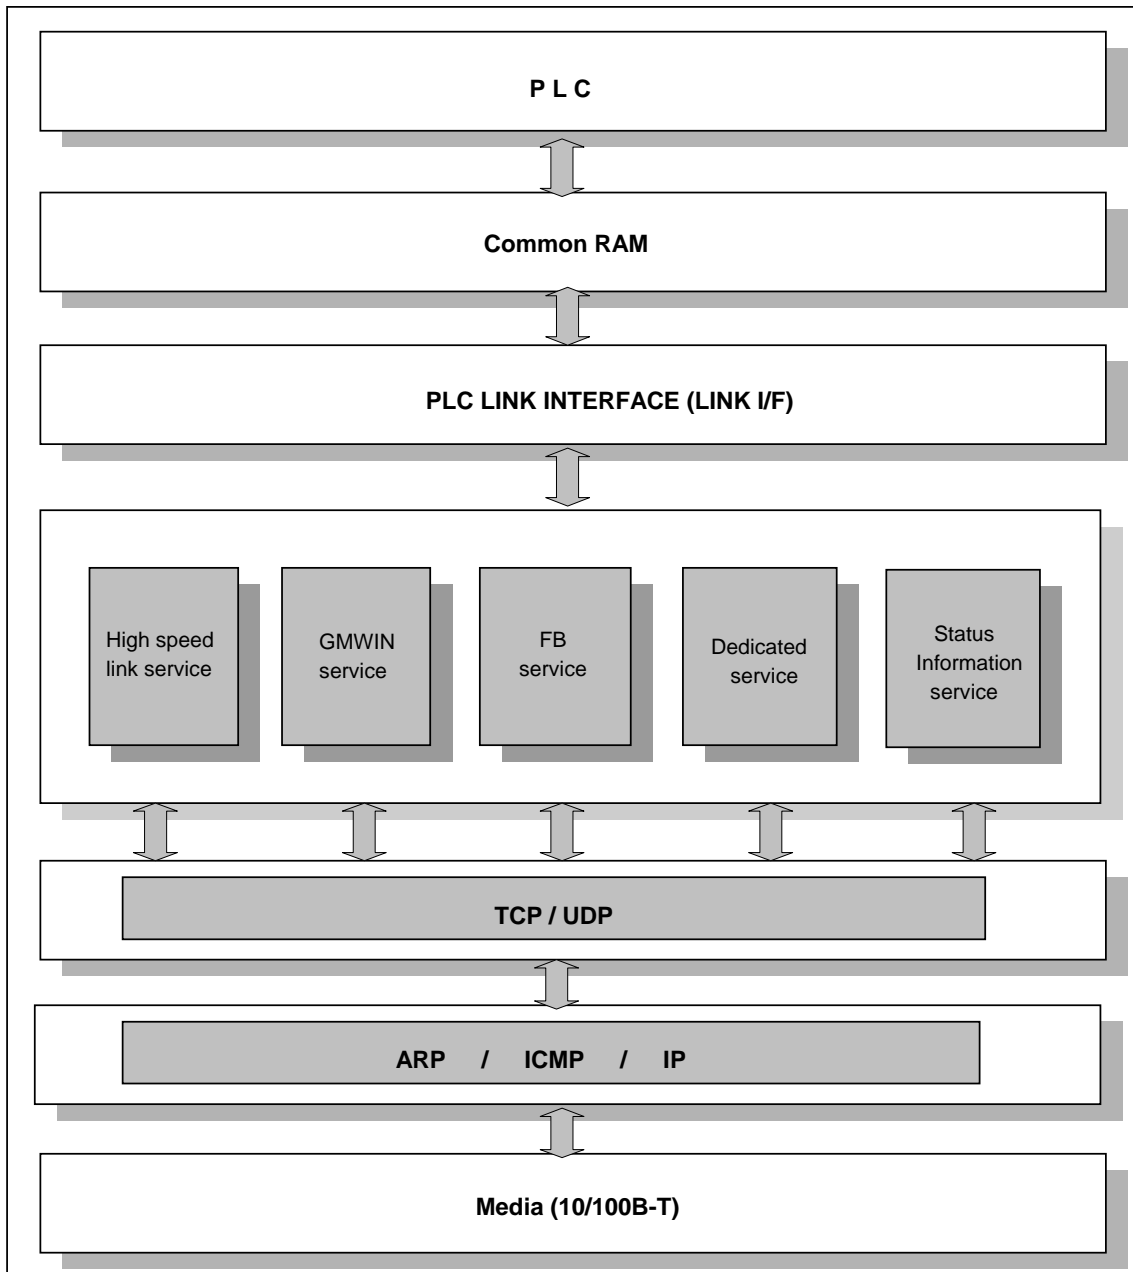 P L C
Common RAM
PLC LINK INTERFACE (LINK I/F)
High speed
link service
GMWIN
service
FB
service
Dedicated
service
Status
Information
service
TCP / UDP
ARP / ICMP / IP
Media (10/100B-T)